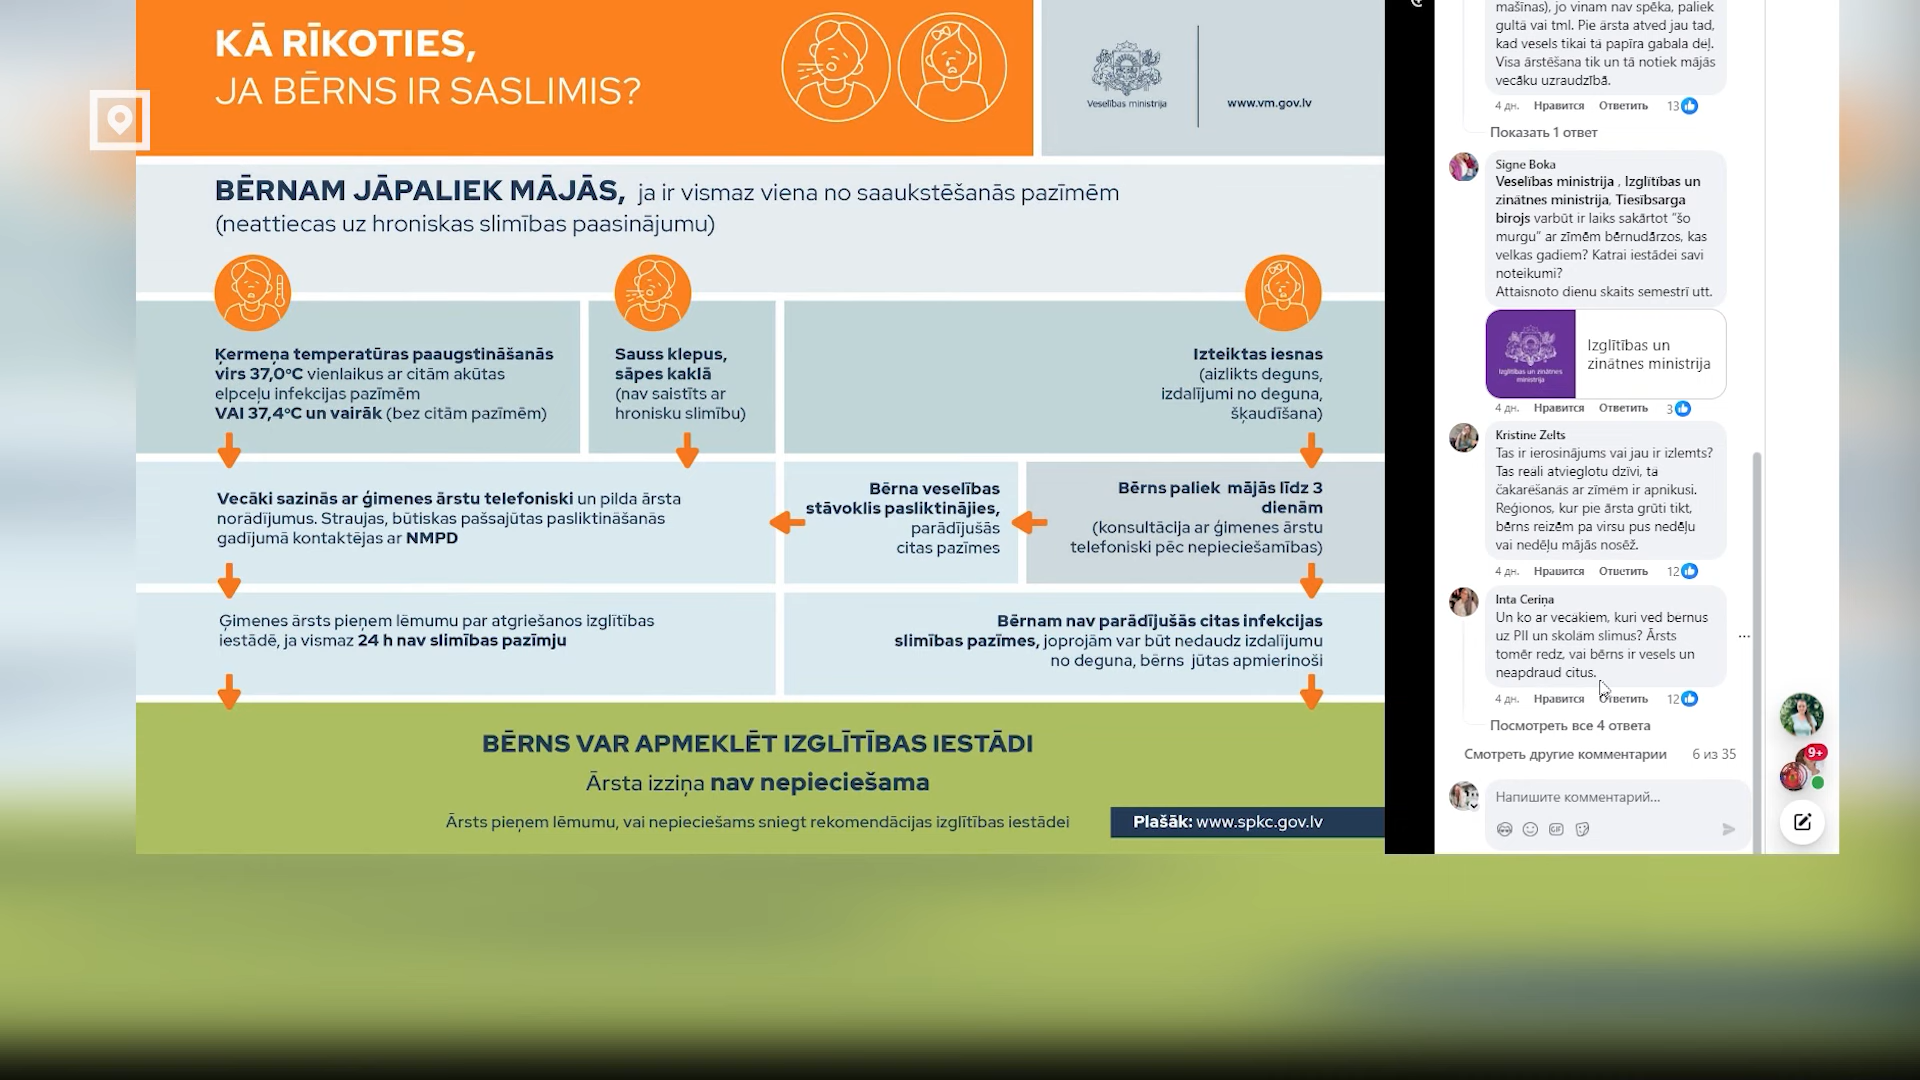 KĀ RĪKOTIES,
JA BĒRNS IR SASLIMIS?
Veselības ministrija
www.vm.gov.lv
BĒRNAM JĀPALIEK MĀJĀS, ja ir vismaz viena no saaukstēšanās pazīmēm
(neattiecas uz hroniskas slimības paasinājumu)
Ķermeņa temperatūras paaugstināšanās
virs 37,0°C vienlaikus ar citām akūtas
elpceļu infekcijas pazīmēm
VAI 37,4°C un vairāk (bez citām pazīmēm)
Sauss klepus,
sāpes kaklā
(nav saistīts ar
hronisku slimību)
Izteiktas iesnas
(aizlikts deguns,
izdalījumi no deguna,
šķaudīšana)
Vecāki sazinās ar ģimenes ārstu telefoniski un pilda ārsta
norādījumus. Straujas, būtiskas pašsajūtas pasliktināšanās
gadījumā kontaktējas ar NMPD
Bērna veselības
stāvoklis pasliktinājies,
parādījušās
citas pazīmes
Bērns paliek mājās līdz 3
dienām
(konsultācija ar ģimenes ārstu
telefoniski pēc nepieciešamības)
Ģimenes ārsts pieņem lēmumu par atgriešanos izglītības
iestādē, ja vismaz 24 h nav slimības pazīmju
Bērnam nav parādījušās citas infekcijas
slimības pazīmes, joprojām var būt nedaudz izdalījumu
no deguna, bērns jūtas apmierinoši
BĒRNS VAR APMEKLĒT IZGLĪTĪBAS IESTĀDI
Ārsta izziņa nav nepieciešama
Ārsts pieņem lēmumu, vai nepieciešams sniegt rekomendācijas izglītības iestādei
Plašāk: www.spkc.gov.lv
mašīnas), jo viņam nav spēka, paliek
gultā vai tml. Pie ārsta atved jau tad,
kad vesels tikai tā papīra gabala dēļ.
Visa ārstēšana tik un tā notiek mājās
vecāku uzraudzībā.
4 дн. Нравится Ответить 13
Показать 1 ответ
Signe Boka
Veselības ministrija , Izglītības un
zinātnes ministrija, Tiesībsarga
birojs varbūt ir laiks sakārtot "šo
murgu" ar zīmēm bērnudārzos, kas
velkas gadiem? Katrai iestādei savi
noteikumi?
Attaisnoto dienu skaits semestrī utt.
Izglītības un zinātnes
ministrija
Izglītības un
zinātnes ministrija
4 дн. Нравится Ответить 3
Kristine Zelts
Tas ir ierosinājums vai jau ir izlemts?
Tas reāli atvieglotu dzīvi, tā
čakarēšanās ar zīmēm ir apnikusi.
Reģionos, kur pie ārsta grūti tikt,
bērns reizēm pa virsu pus nedēļu
vai nedēļu mājās nosēž.
4 дн. Нравится Ответить 12
Inta Ceriņa
Un ko ar vecākiem, kuri ved bērnus
uz PII un skolām slimus? Ārsts
tomēr redz, vai bērns ir vesels un
neapdraud citus.
4 дн. Нравится Ответить 12
Посмотреть все 4 ответа
Смотреть другие комментарии 6 из 35
9+
Напишите комментарий...
GIF